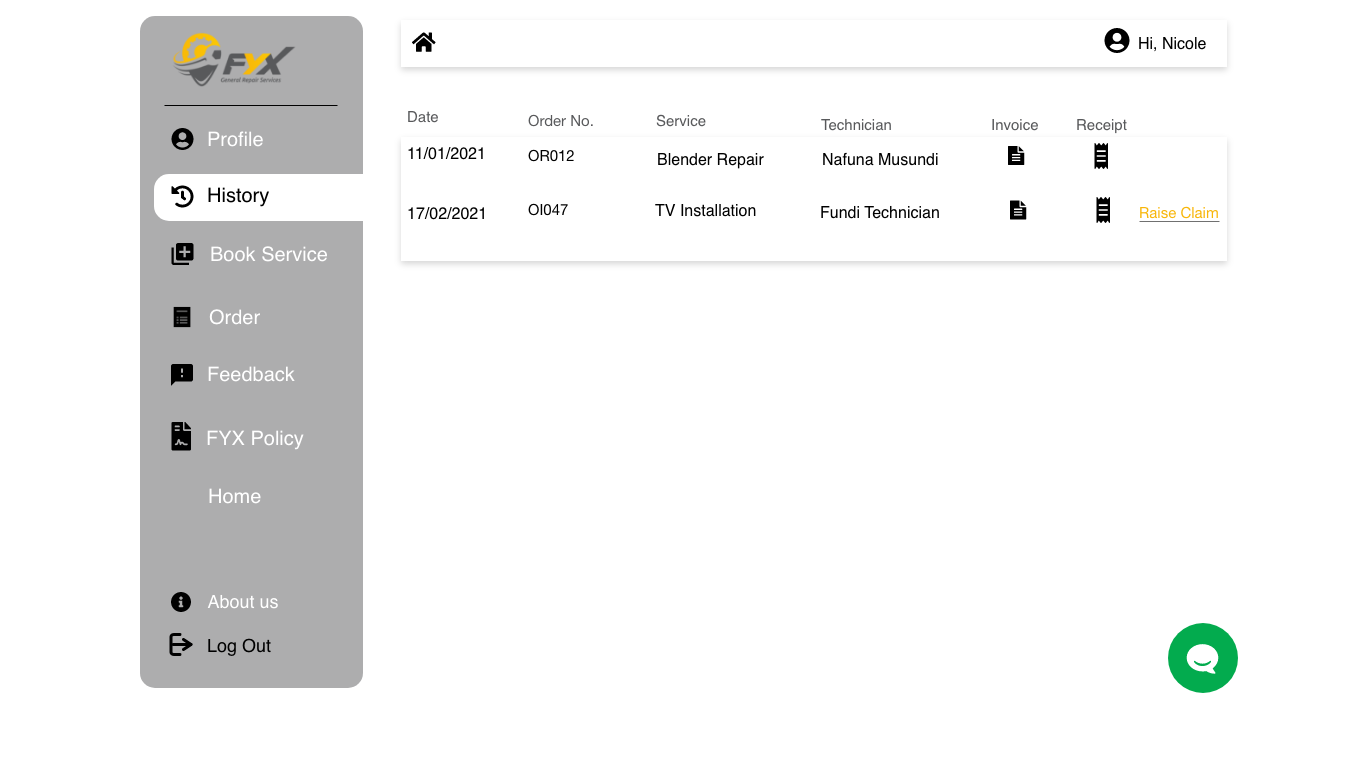 FYX
General Repair Services
Profile
History
Book Service
Order
Feedback
FYX Policy
Home
About us
Log Out
Hi, Nicole
Date Order No. Service Technician Invoice Receipt
11/01/2021 OR012 Blender Repair Nafuna Musundi
17/02/2021 OI047 TV Installation Fundi Technician Raise Claim